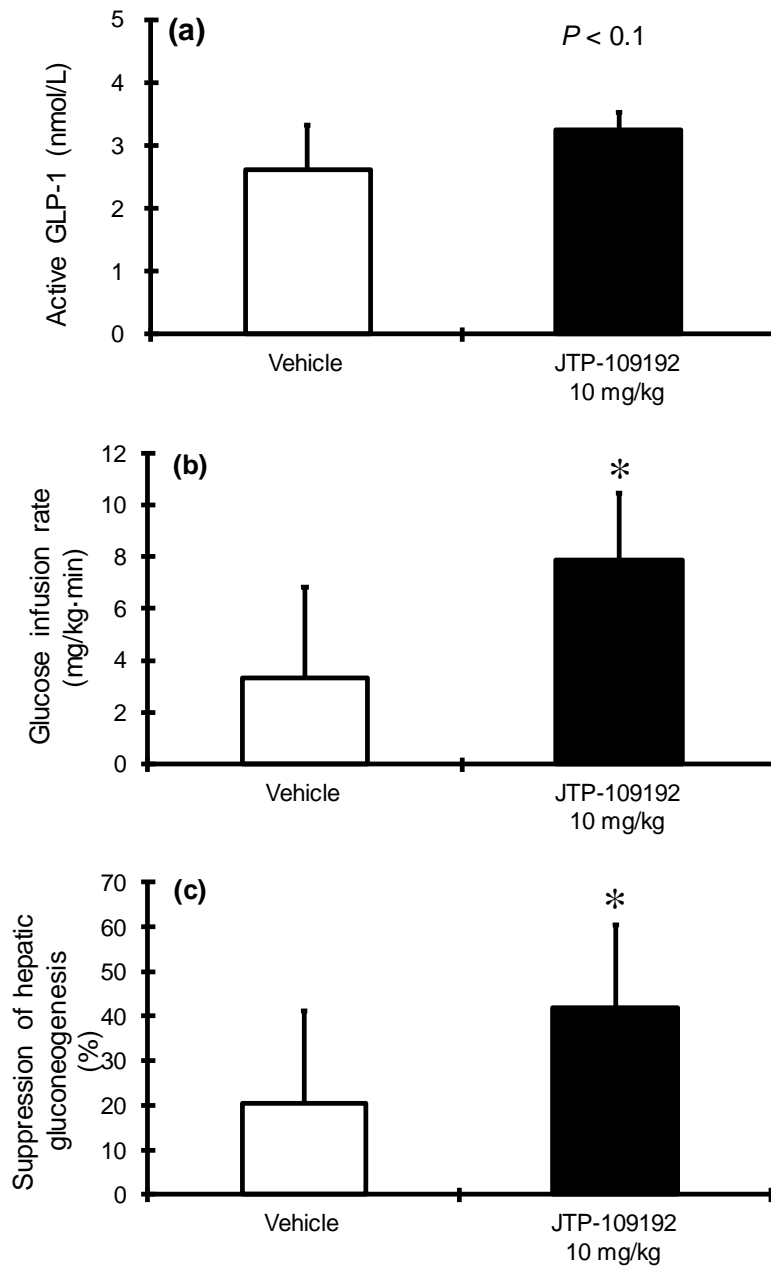 (a)
P < 0.1
Active GLP-1 (nmol/L)
5
4
3
2
1
0
Vehicle
JTP-109192
10 mg/kg
(b)
*
Glucose infusion rate
(mg/kg·min)
12
10
8
6
4
2
0
Vehicle
JTP-109192
10 mg/kg
(c)
*
Suppression of hepatic
gluconeogenesis
(%)
70
60
50
40
30
20
10
0
Vehicle
JTP-109192
10 mg/kg